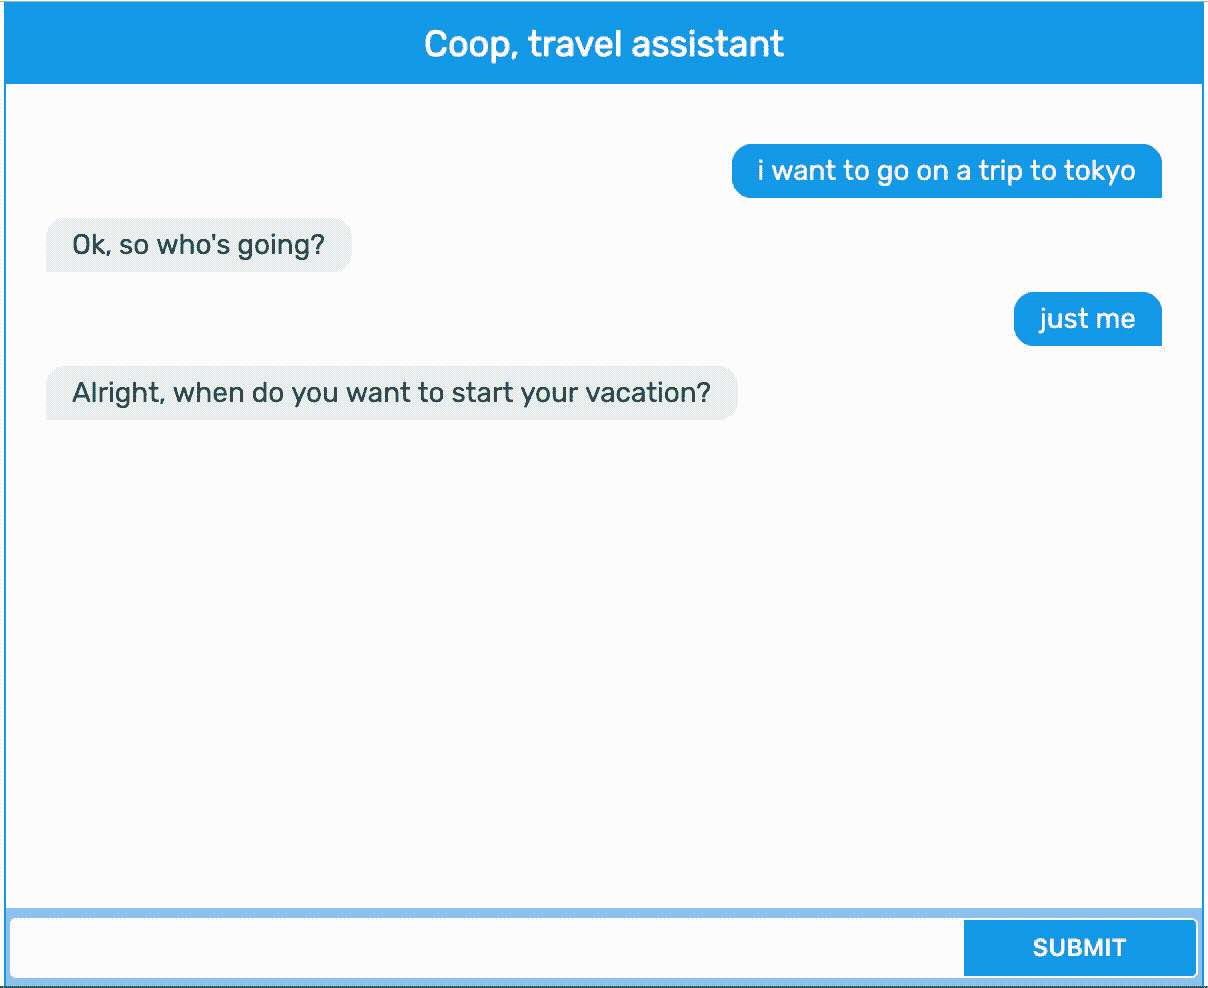 Coop, travel assistant
i want to go on a trip to tokyo
Ok, so who's going?
just me
Alright, when do you want to start your vacation?
SUBMIT